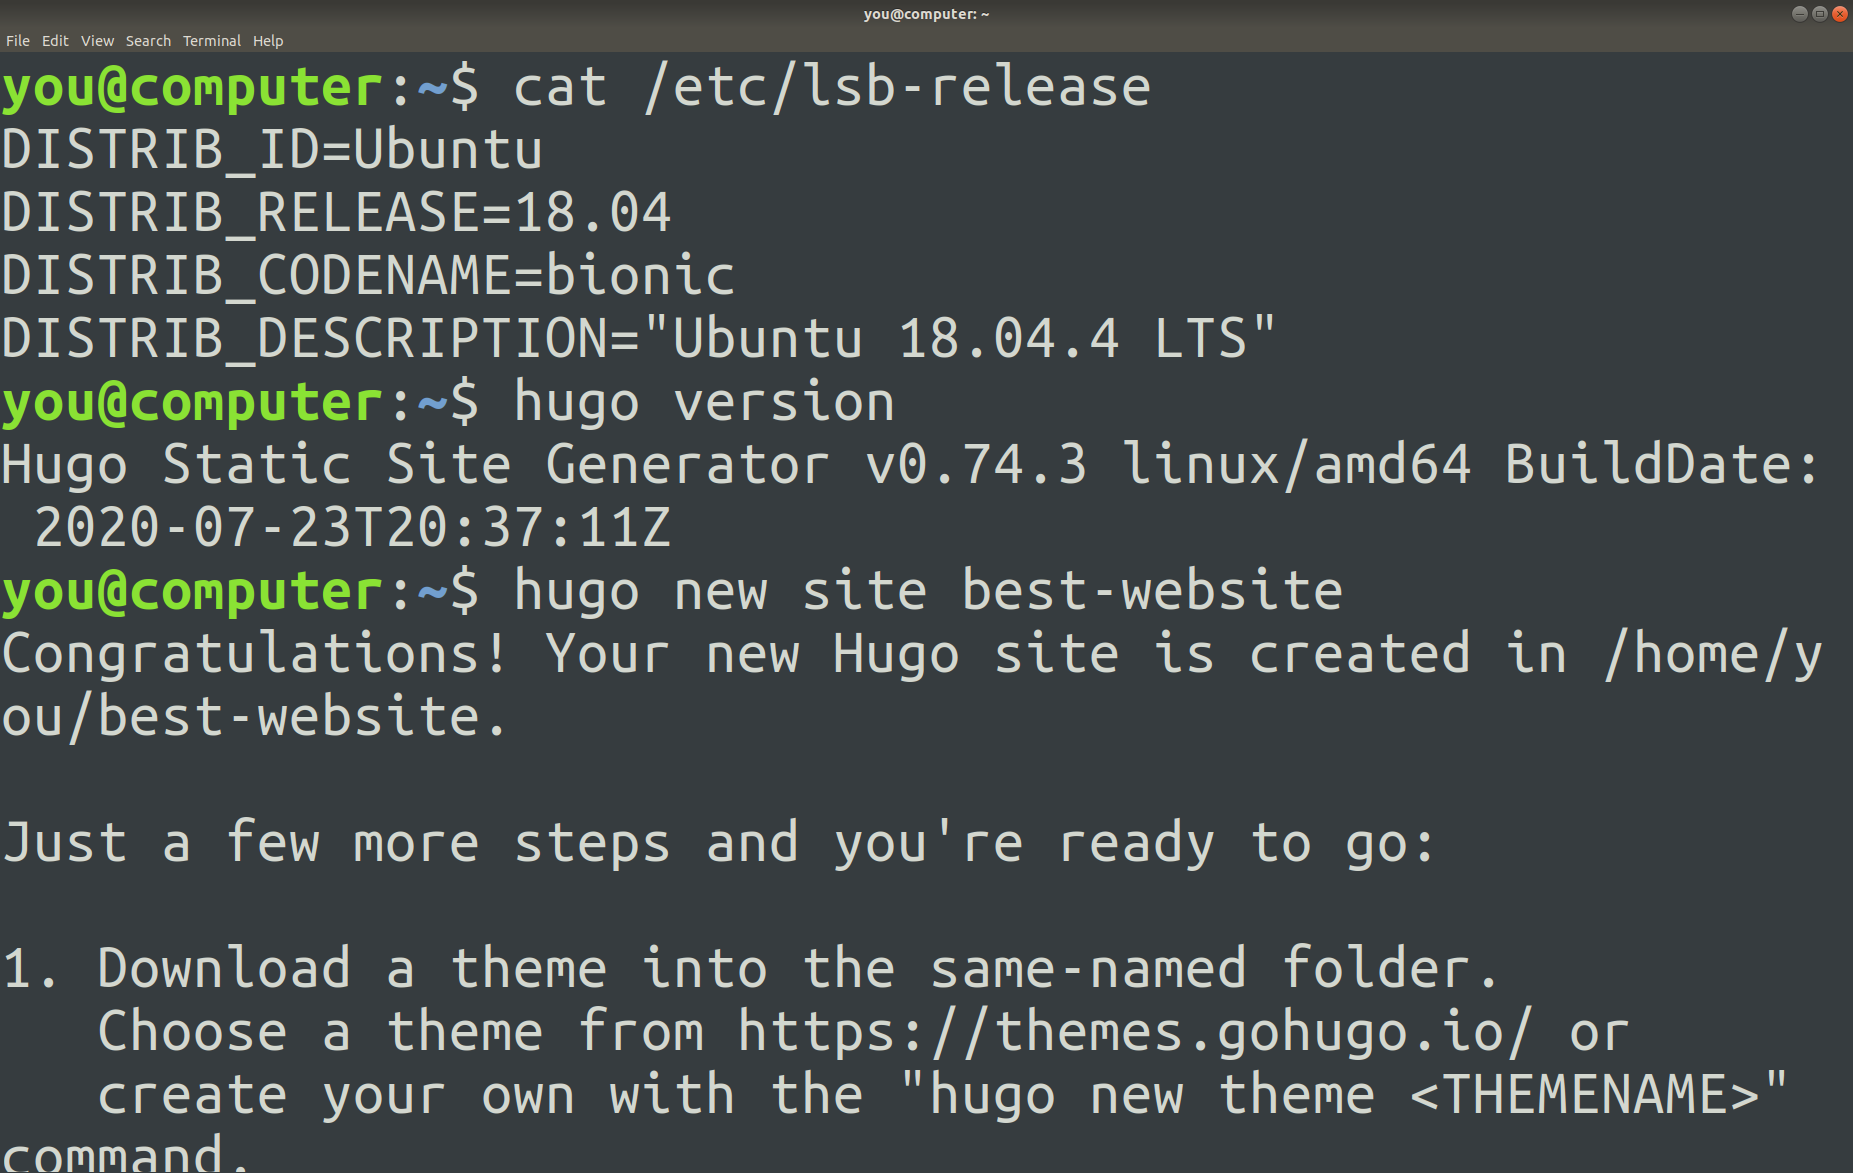 you@computer: ~
File Edit View Search Terminal Help
you@computer:~$ cat /etc/lsb-release
DISTRIB_ID=Ubuntu
DISTRIB_RELEASE=18.04
DISTRIB_CODENAME=bionic
DISTRIB_DESCRIPTION="Ubuntu 18.04.4 LTS"
you@computer:~$ hugo version
Hugo Static Site Generator v0.74.3 linux/amd64 BuildDate:
 2020-07-23T20:37:11Z
you@computer:~$ hugo new site best-website
Congratulations! Your new Hugo site is created in /home/y
ou/best-website.

Just a few more steps and you're ready to go:

1. Download a theme into the same-named folder.
   Choose a theme from https://themes.gohugo.io/ or
   create your own with the "hugo new theme <THEMENAME>"
command.